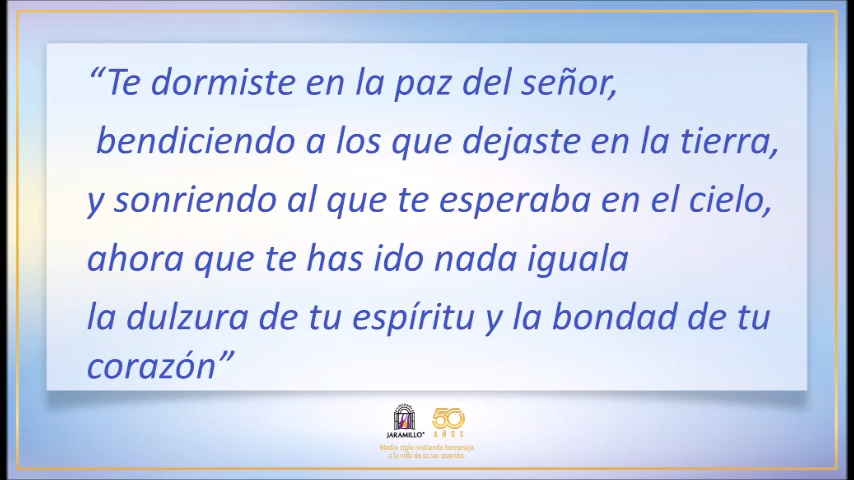 “Te dormiste en la paz del señor,
bendiciendo a los que dejaste en la tierra,
y sonriendo al que te esperaba en el cielo,
ahora que te has ido nada iguala
la dulzura de tu espíritu y la bondad de tu
corazón”
JARAMILLO
50
AÑOS
Medio siglo rindiendo homenaje
a la vida de su ser querido.